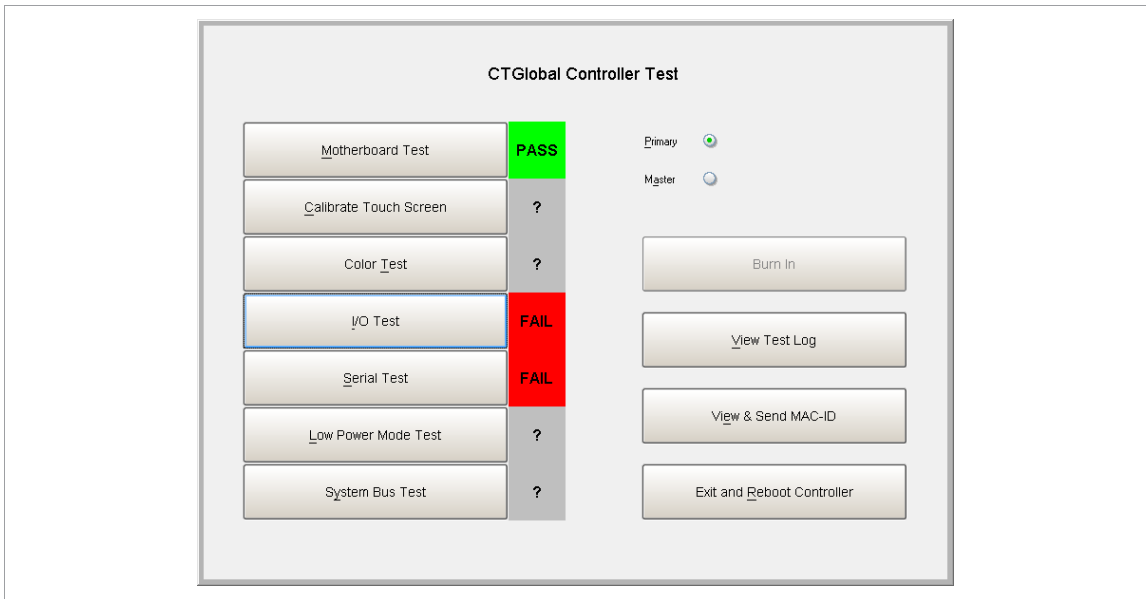 CTGlobal Controller Test
Motherboard Test PASS
Calibrate Touch Screen ?
Color Test ?
I/O Test FAIL
Serial Test FAIL
Low Power Mode Test ?
System Bus Test ?
Primary
Master
Burn In
View Test Log
View & Send MAC-ID
Exit and Reboot Controller